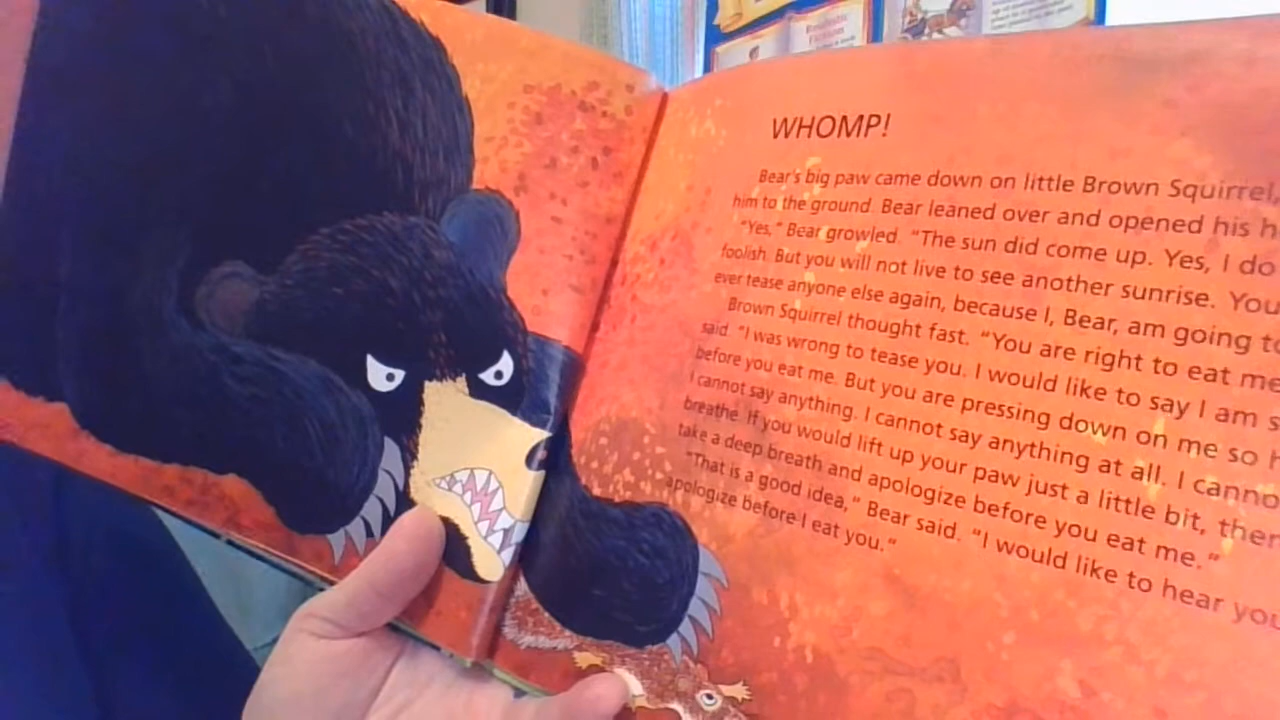 Realistic
Fiction
WHOMP!
Bear's big paw came down on little Brown Squirrel,
him to the ground. Bear leaned over and opened his h
"Yes," Bear growled. "The sun did come up. Yes, I do
foolish. But you will not live to see another sunrise. You
ever tease anyone else again, because I, Bear, am going to
Brown Squirrel thought fast. "You are right to eat me
said. "I was wrong to tease you. I would like to say I am s
before you eat me. But you are pressing down on me so h
I cannot say anything. I cannot say anything at all. I canno
breathe. If you would lift up your paw just a little bit, then
take a deep breath and apologize before you eat me."
"That is a good idea," Bear said. "I would like to hear you
apologize before I eat you."